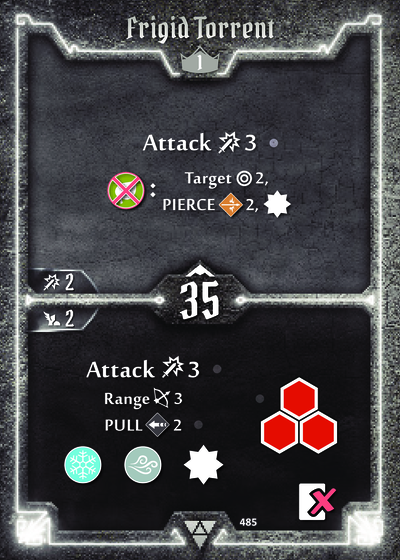 Frigid Torrent
1
Attack 3
: Target 2,
PIERCE 2,
2
35
2
Attack 3
Range 3
PULL 2
485